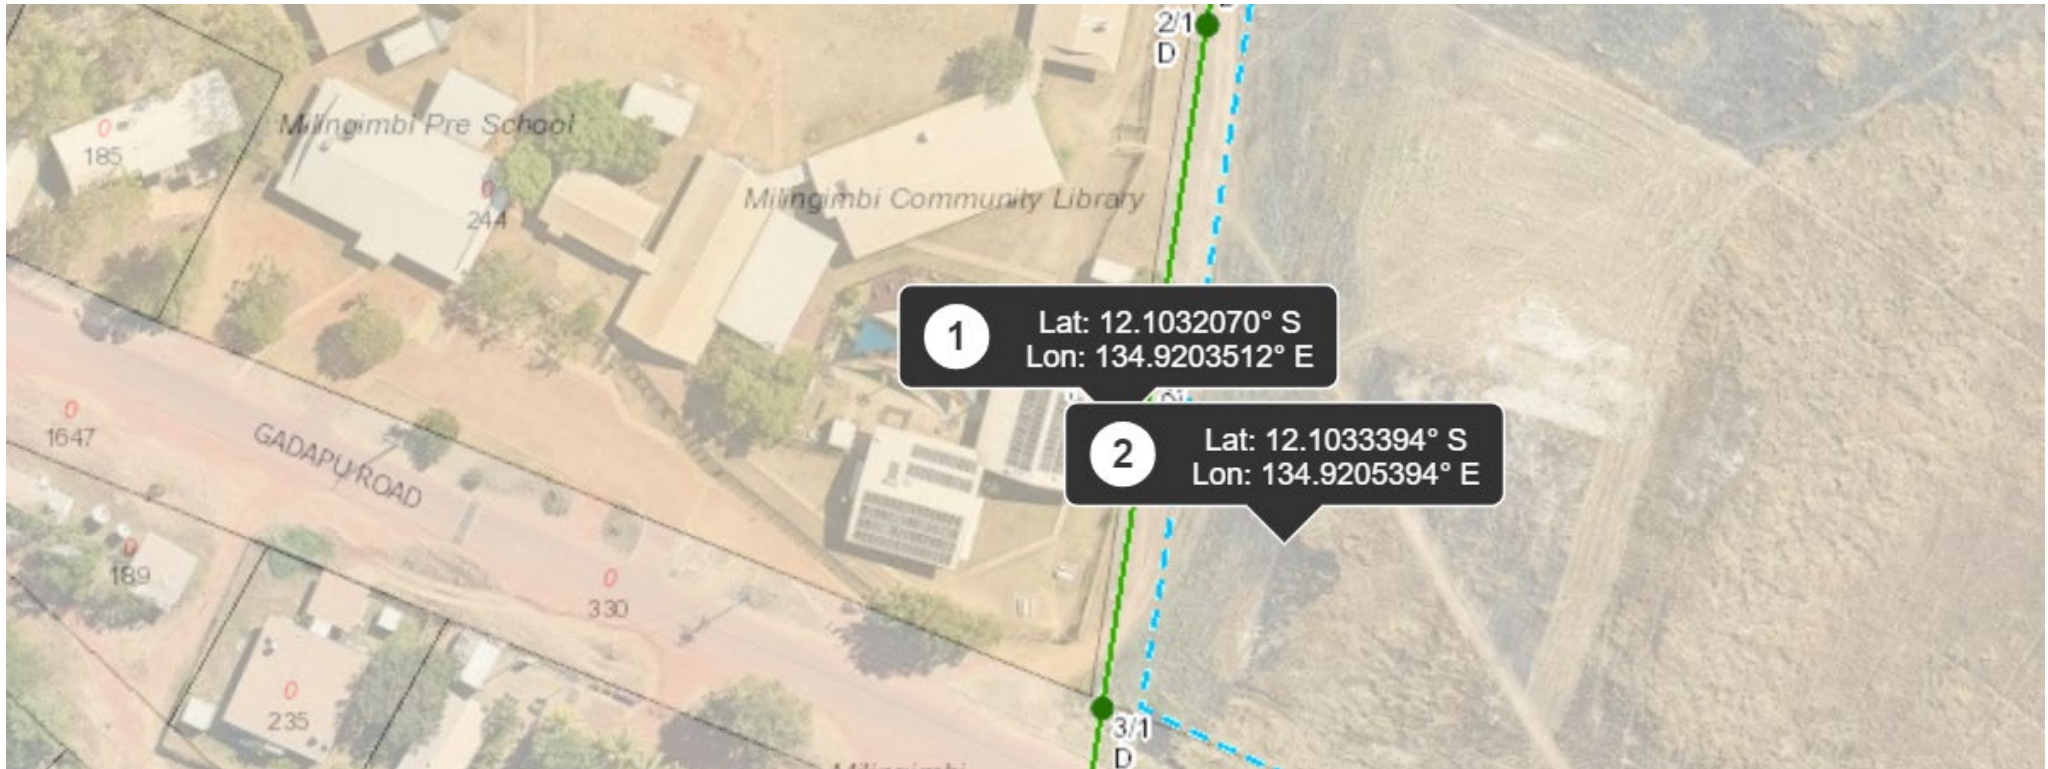 2/1
D
Milingimbi Pre School
0
185
0
244
Milingimbi Community Library
1
Lat: 12.1032070° S
Lon: 134.9203512° E
2
Lat: 12.1033394° S
Lon: 134.9205394° E
0
1647
GADAPU ROAD
0
189
0
330
0
235
3/1
D
Milingimbi